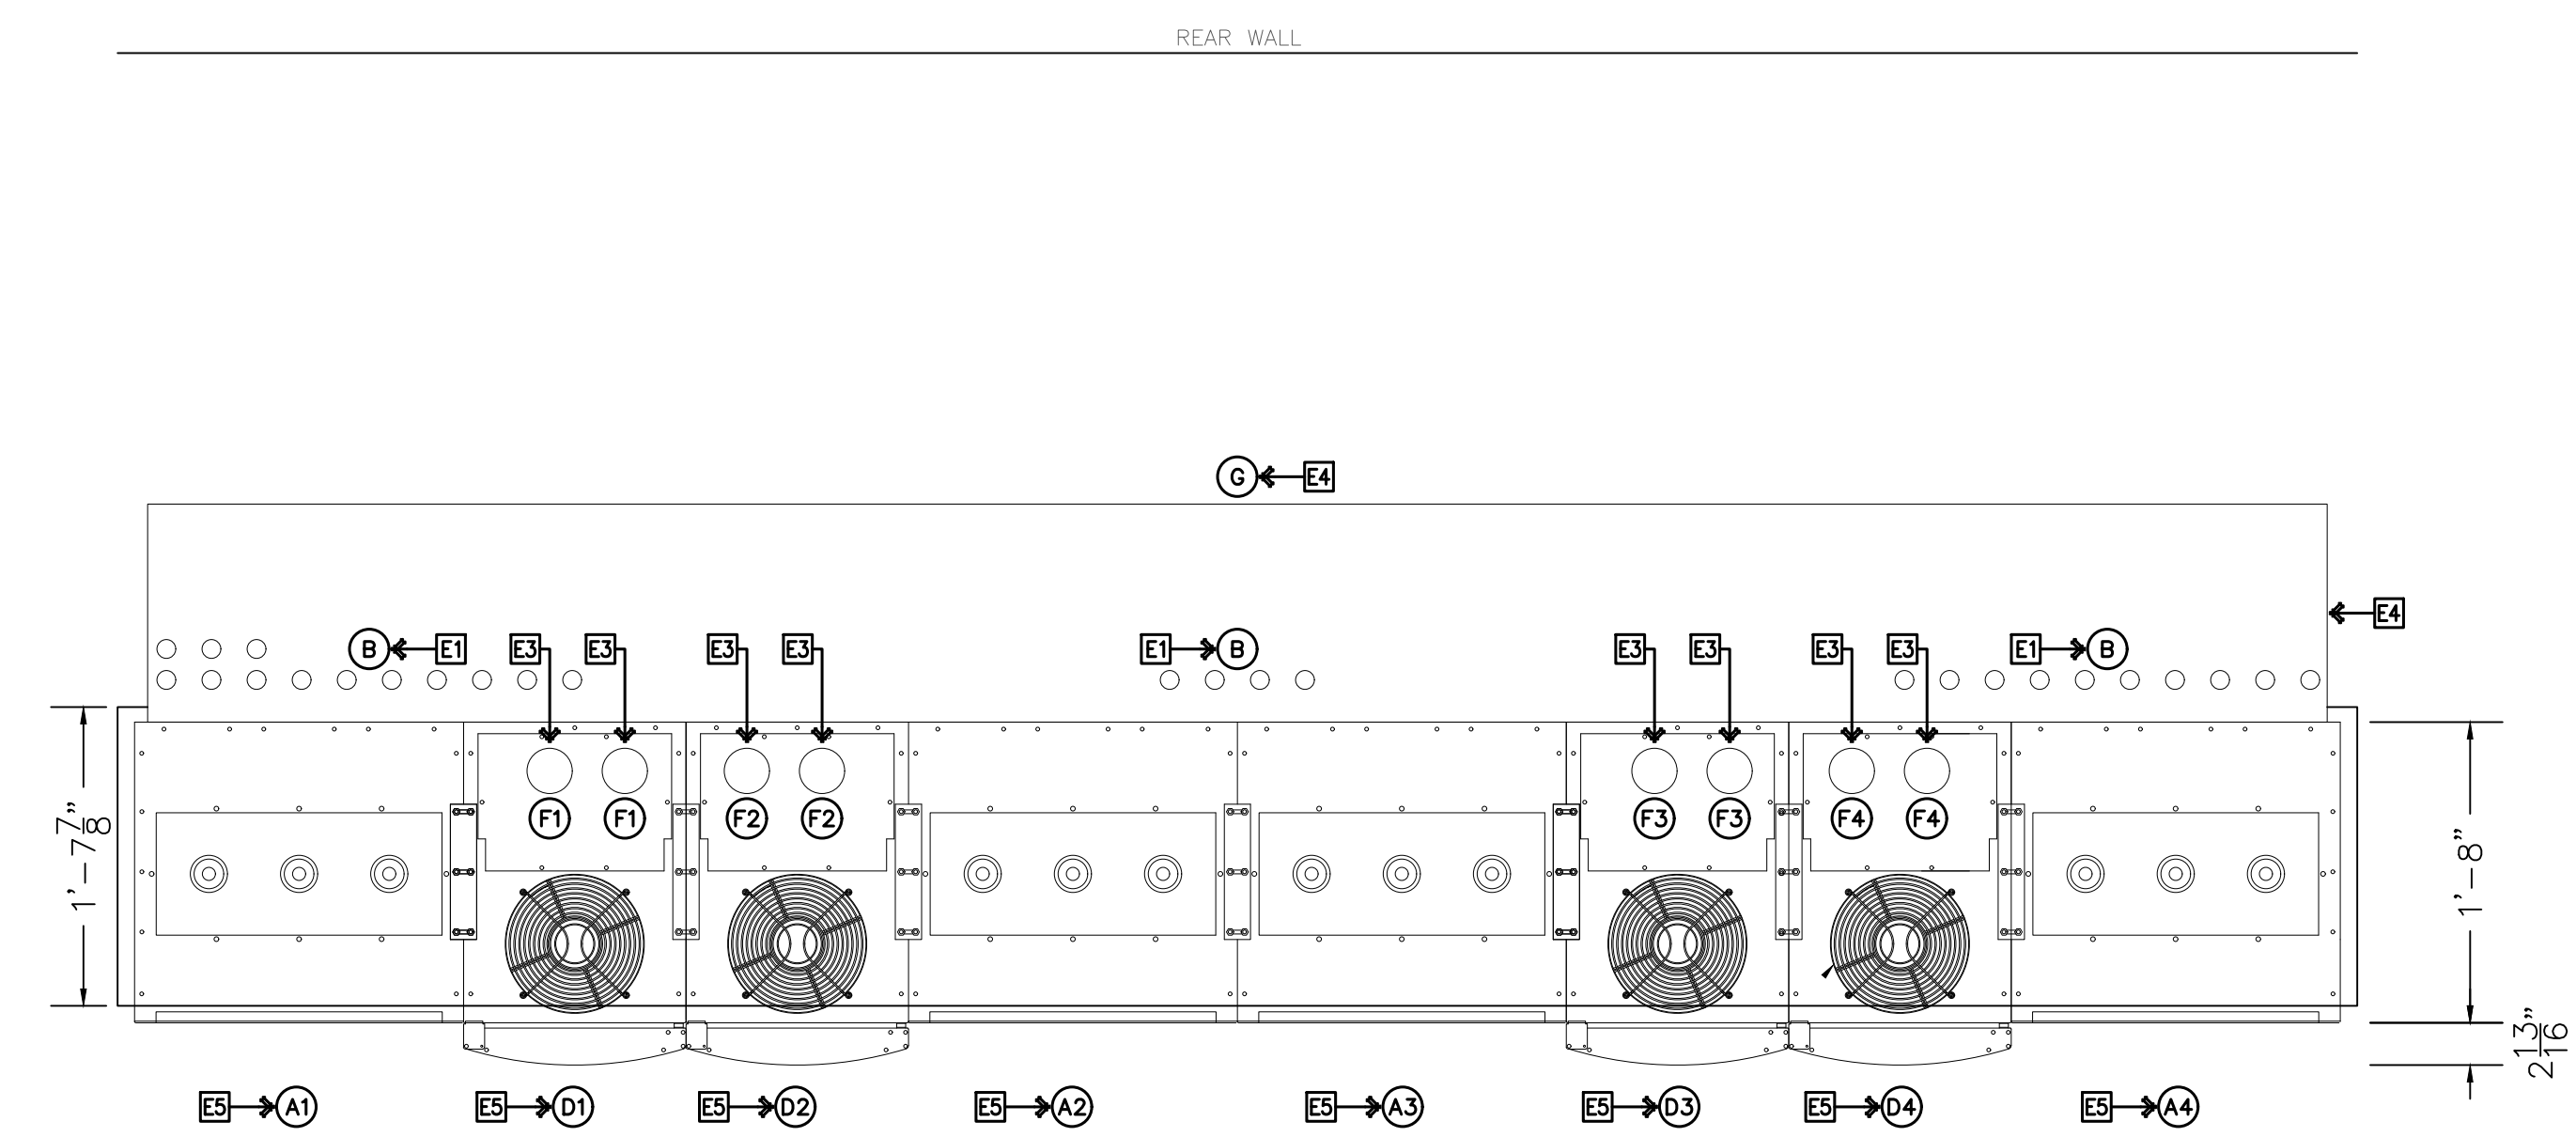 REAR WALL
G E4
E4
B E1 E3 E3 E3 E3 E1 B E3 E3 E3 E3 E1 B
F1 F1 F2 F2 F3 F3 F4 F4
1'-7 7/8"
1'-8"
2 13/16"
E5 A1 E5 D1 E5 D2 E5 A2 E5 A3 E5 D3 E5 D4 E5 A4